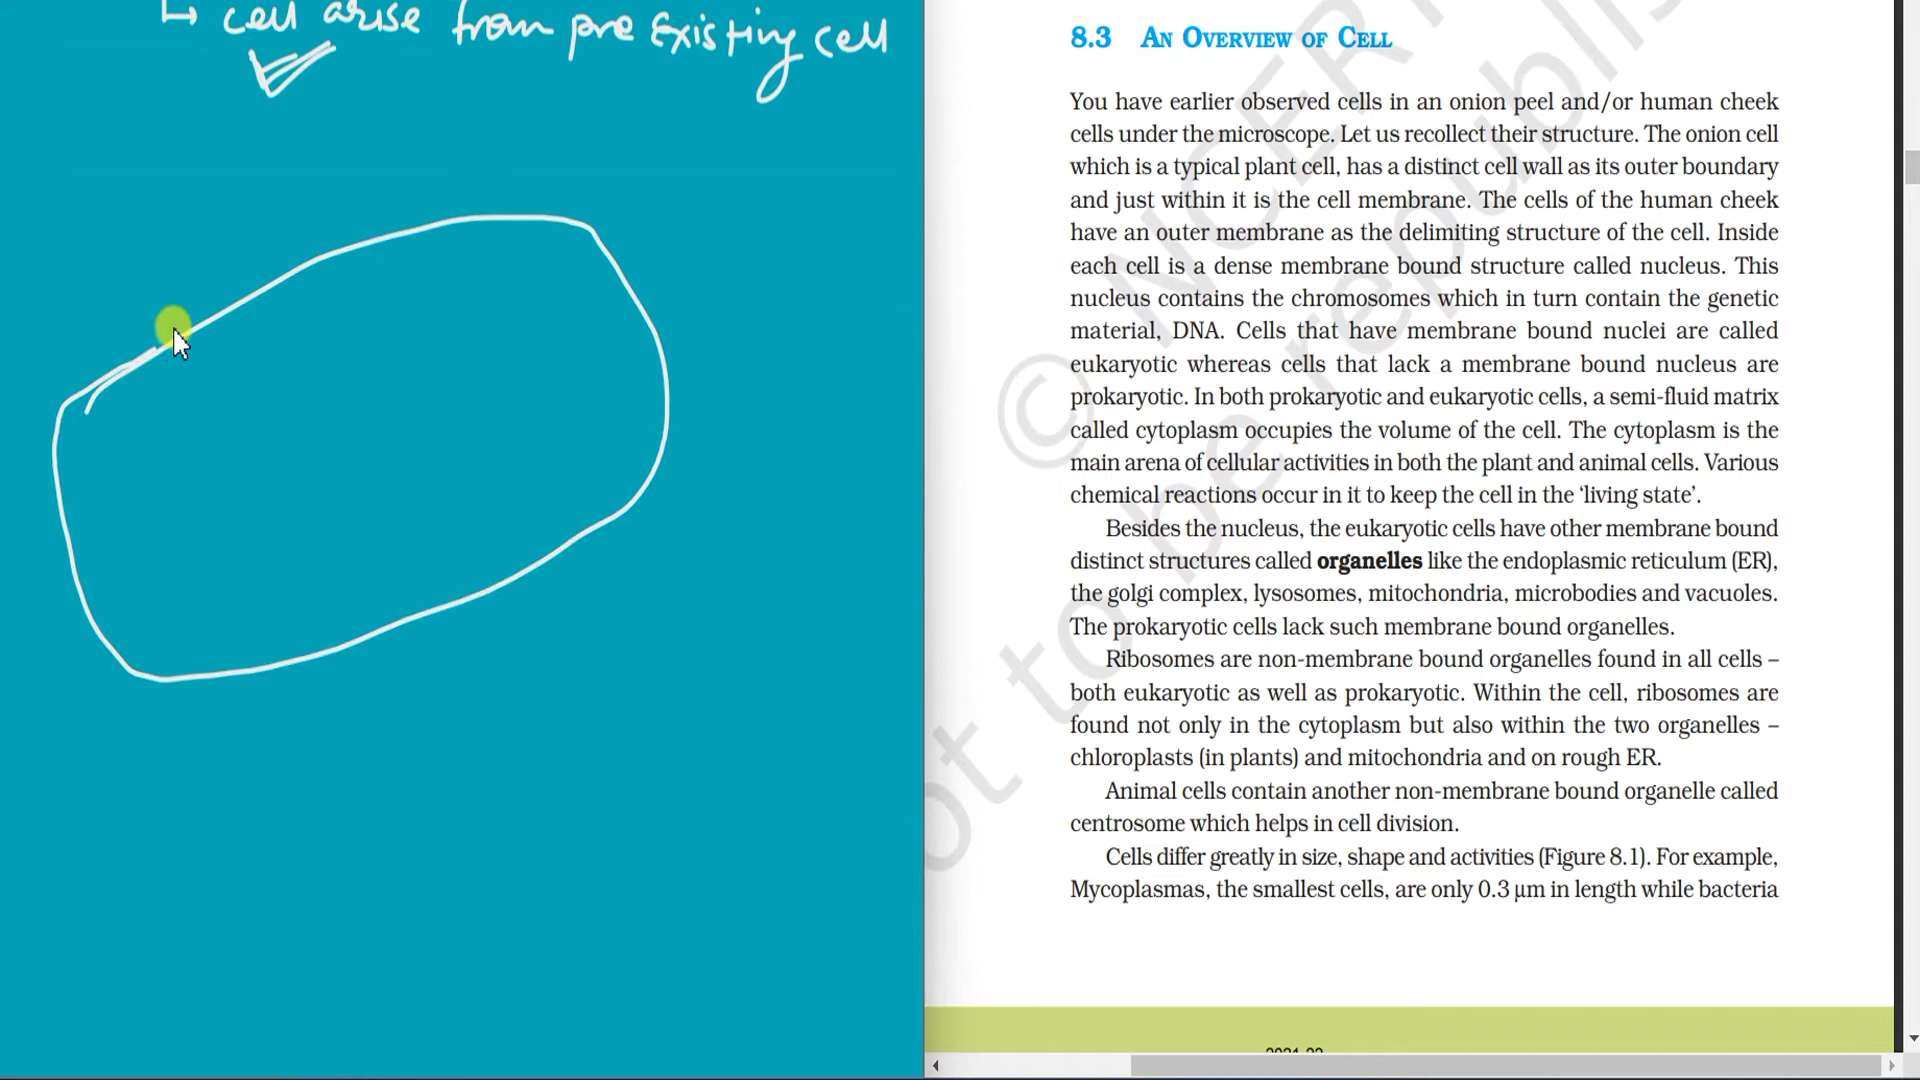 ↳ cell arise from pre Existing cell
8.3 AN OVERVIEW OF CELL
You have earlier observed cells in an onion peel and/or human cheek
cells under the microscope. Let us recollect their structure. The onion cell
which is a typical plant cell, has a distinct cell wall as its outer boundary
and just within it is the cell membrane. The cells of the human cheek
have an outer membrane as the delimiting structure of the cell. Inside
each cell is a dense membrane bound structure called nucleus. This
nucleus contains the chromosomes which in turn contain the genetic
material, DNA. Cells that have membrane bound nuclei are called
eukaryotic whereas cells that lack a membrane bound nucleus are
prokaryotic. In both prokaryotic and eukaryotic cells, a semi-fluid matrix
called cytoplasm occupies the volume of the cell. The cytoplasm is the
main arena of cellular activities in both the plant and animal cells. Various
chemical reactions occur in it to keep the cell in the ‘living state’.
Besides the nucleus, the eukaryotic cells have other membrane bound
distinct structures called organelles like the endoplasmic reticulum (ER),
the golgi complex, lysosomes, mitochondria, microbodies and vacuoles.
The prokaryotic cells lack such membrane bound organelles.
Ribosomes are non-membrane bound organelles found in all cells –
both eukaryotic as well as prokaryotic. Within the cell, ribosomes are
found not only in the cytoplasm but also within the two organelles –
chloroplasts (in plants) and mitochondria and on rough ER.
Animal cells contain another non-membrane bound organelle called
centrosome which helps in cell division.
Cells differ greatly in size, shape and activities (Figure 8.1). For example,
Mycoplasmas, the smallest cells, are only 0.3 µm in length while bacteria
© NCER
not to be republis